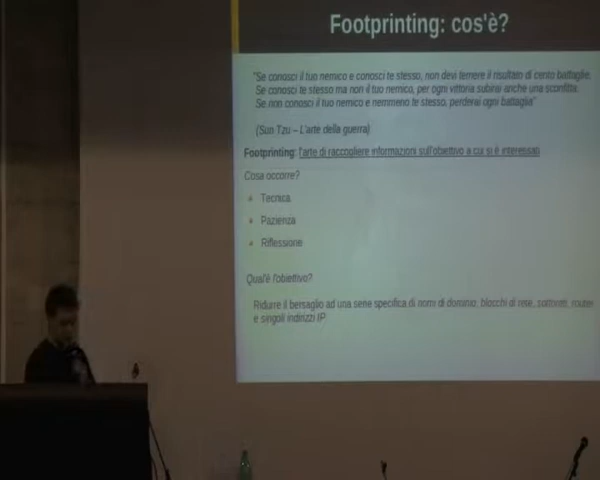 Footprinting: cos'è?
"Se conosci il tuo nemico e conosci te stesso, non devi temere il risultato di cento battaglie.
Se conosci te stesso ma non il tuo nemico, per ogni vittoria subirai anche una sconfitta.
Se non conosci il tuo nemico e nemmeno te stesso, perderai ogni battaglia"
(Sun Tzu – L'arte della guerra)
Footprinting: l'arte di raccogliere informazioni sull'obiettivo a cui si è interessati
Cosa occorre?
Tecnica
Pazienza
Riflessione
Qual'è l'obiettivo?
Ridurre il bersaglio ad una serie specifica di nomi di dominio, blocchi di rete, sottoreti, router
e singoli indirizzi IP